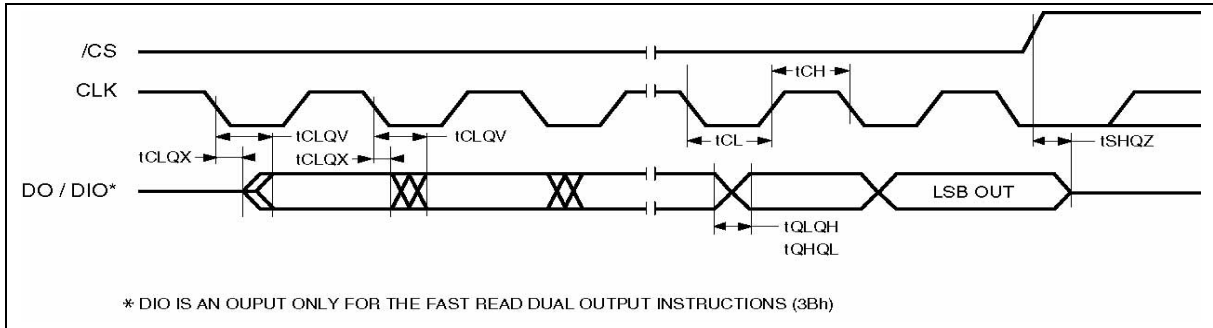 /CS
CLK
tCH
tCLQV
tCLQV
tCL
tSHQZ
tCLQX
tCLQX
DO / DIO*
LSB OUT
tQLQH
tQHQL
* DIO IS AN OUPUT ONLY FOR THE FAST READ DUAL OUTPUT INSTRUCTIONS (3Bh)